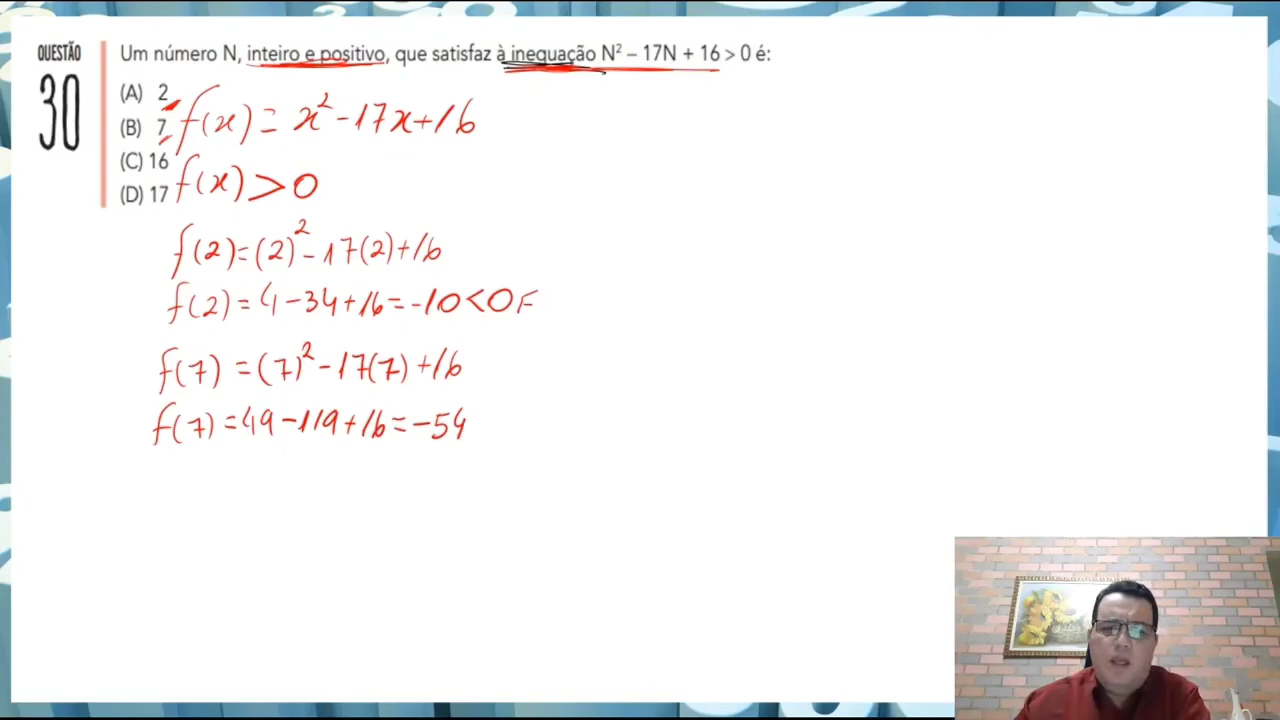 QUESTÃO
30
Um número N, inteiro e positivo, que satisfaz à inequação N² – 17N + 16 > 0 é:
(A) 2
(B) 7
(C) 16
(D) 17
f(x) = x² - 17x + 16
f(x) > 0
f(2) = (2)² - 17(2) + 16
f(2) = 4 - 34 + 16 = -10 < 0 F
f(7) = (7)² - 17(7) + 16
f(7) = 49 - 119 + 16 = -54